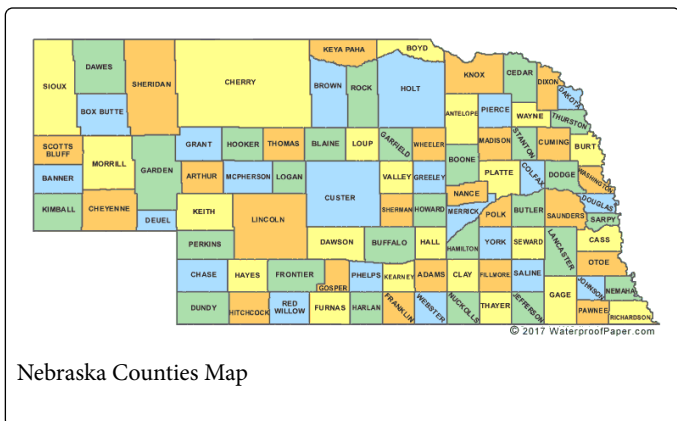 KEYA PAHA
BOYD
DAWES
SIOUX
SHERIDAN
CHERRY
BROWN
ROCK
HOLT
KNOX
CEDAR
DIXON
DAKOTA
BOX BUTTE
ANTELOPE
PIERCE
WAYNE
THURSTON
SCOTTS
BLUFF
MORRILL
GARDEN
GRANT
HOOKER
THOMAS
BLAINE
LOUP
GARFIELD
WHEELER
MADISON
STANTON
CUMING
BURT
BOONE
BANNER
ARTHUR
MCPHERSON
LOGAN
CUSTER
VALLEY
GREELEY
PLATTE
COLFAX
DODGE
WASHINGTON
NANCE
KIMBALL
CHEYENNE
DEUEL
KEITH
LINCOLN
SHERMAN
HOWARD
MERRICK
POLK
BUTLER
SAUNDERS
DOUGLAS
SARPY
PERKINS
DAWSON
BUFFALO
HALL
HAMILTON
YORK
SEWARD
LANCASTER
CASS
OTOE
CHASE
HAYES
FRONTIER
GOSPER
PHELPS
KEARNEY
ADAMS
CLAY
FILLMORE
SALINE
JOHNSON
NEMAHA
DUNDY
HITCHCOCK
RED
WILLOW
FURNAS
HARLAN
FRANKLIN
WEBSTER
NUCKOLLS
THAYER
JEFFERSON
GAGE
PAWNEE
RICHARDSON
© 2017 WaterproofPaper.com
Nebraska Counties Map